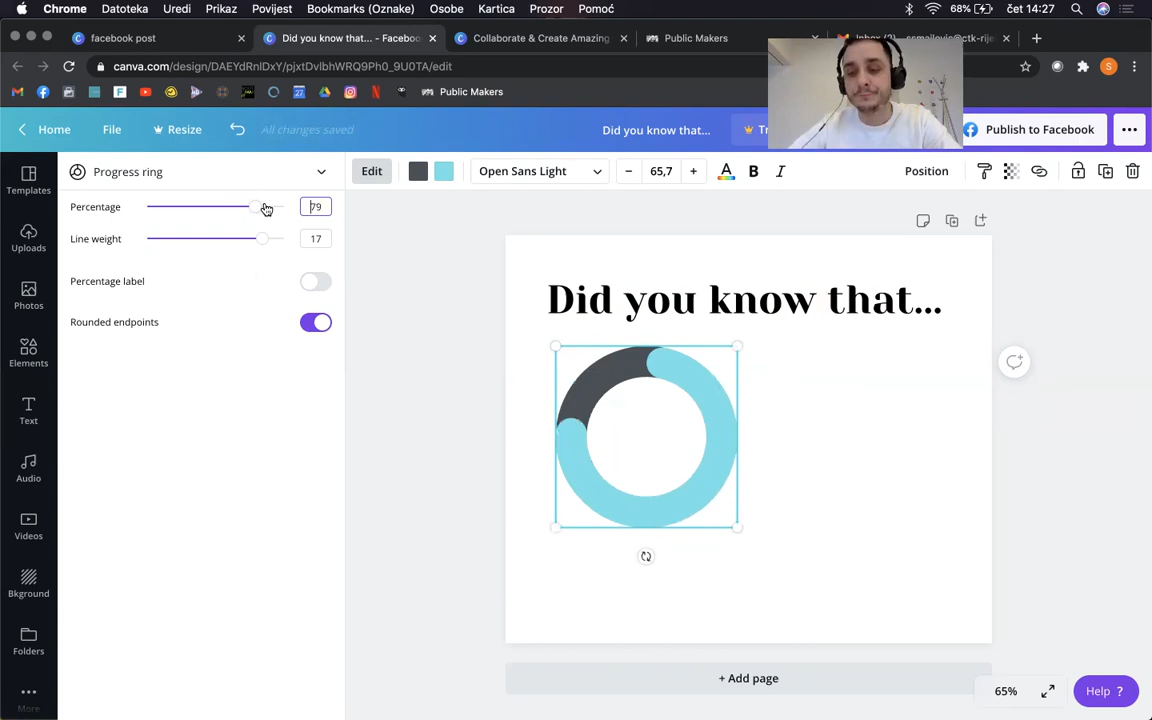 Chrome Datoteka Uredi Prikaz Povijest Bookmarks (Oznake) Osobe Kartica Prozor Pomoć 68% čet 14:27
facebook post Did you know that... - Faceboo Collaborate & Create Amazing Public Makers Inbox (2)
canva.com/design/DAEYdRnlDxY/pjxtDvlbhWRQ9Ph0_9U0TA/edit S
Public Makers
Home File Resize All changes saved Did you know that... Publish to Facebook
Templates
Uploads
Photos
Elements
Text
Audio
Videos
Bkground
Folders
More
Progress ring
Percentage 79
Line weight 17
Percentage label
Rounded endpoints
Edit Open Sans Light – 65,7 + A B I Position
Did you know that...
+ Add page
65% Help ?